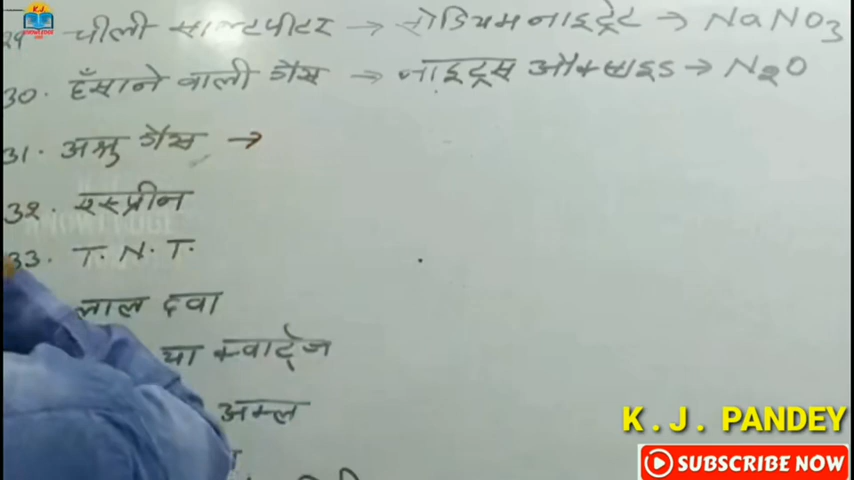 29 चीली साल्टपीटर → सोडियम नाइट्रेट → NaNO3
30. हँसाने वाली गैस → नाइट्रस ऑक्साइड → N2O
31. अश्रु गैस →
32. एस्प्रीन
33. T.N.T.
लाल दवा
या क्वार्ट्ज
अम्ल
K.J. PANDEY
SUBSCRIBE NOW